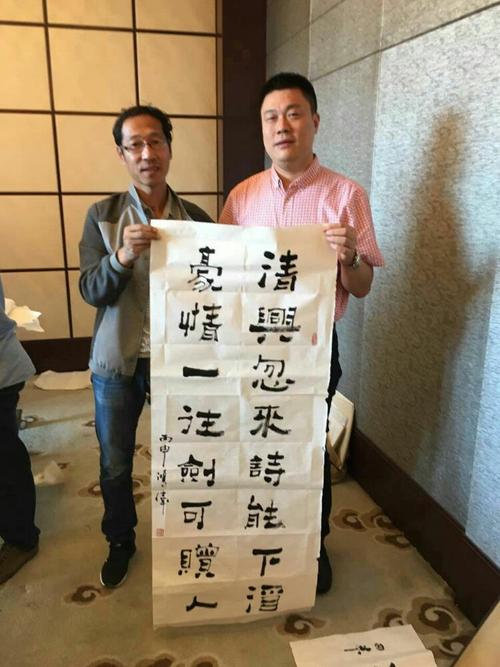 清興忽來詩能下酒
豪情一往劍可贈人
丙申